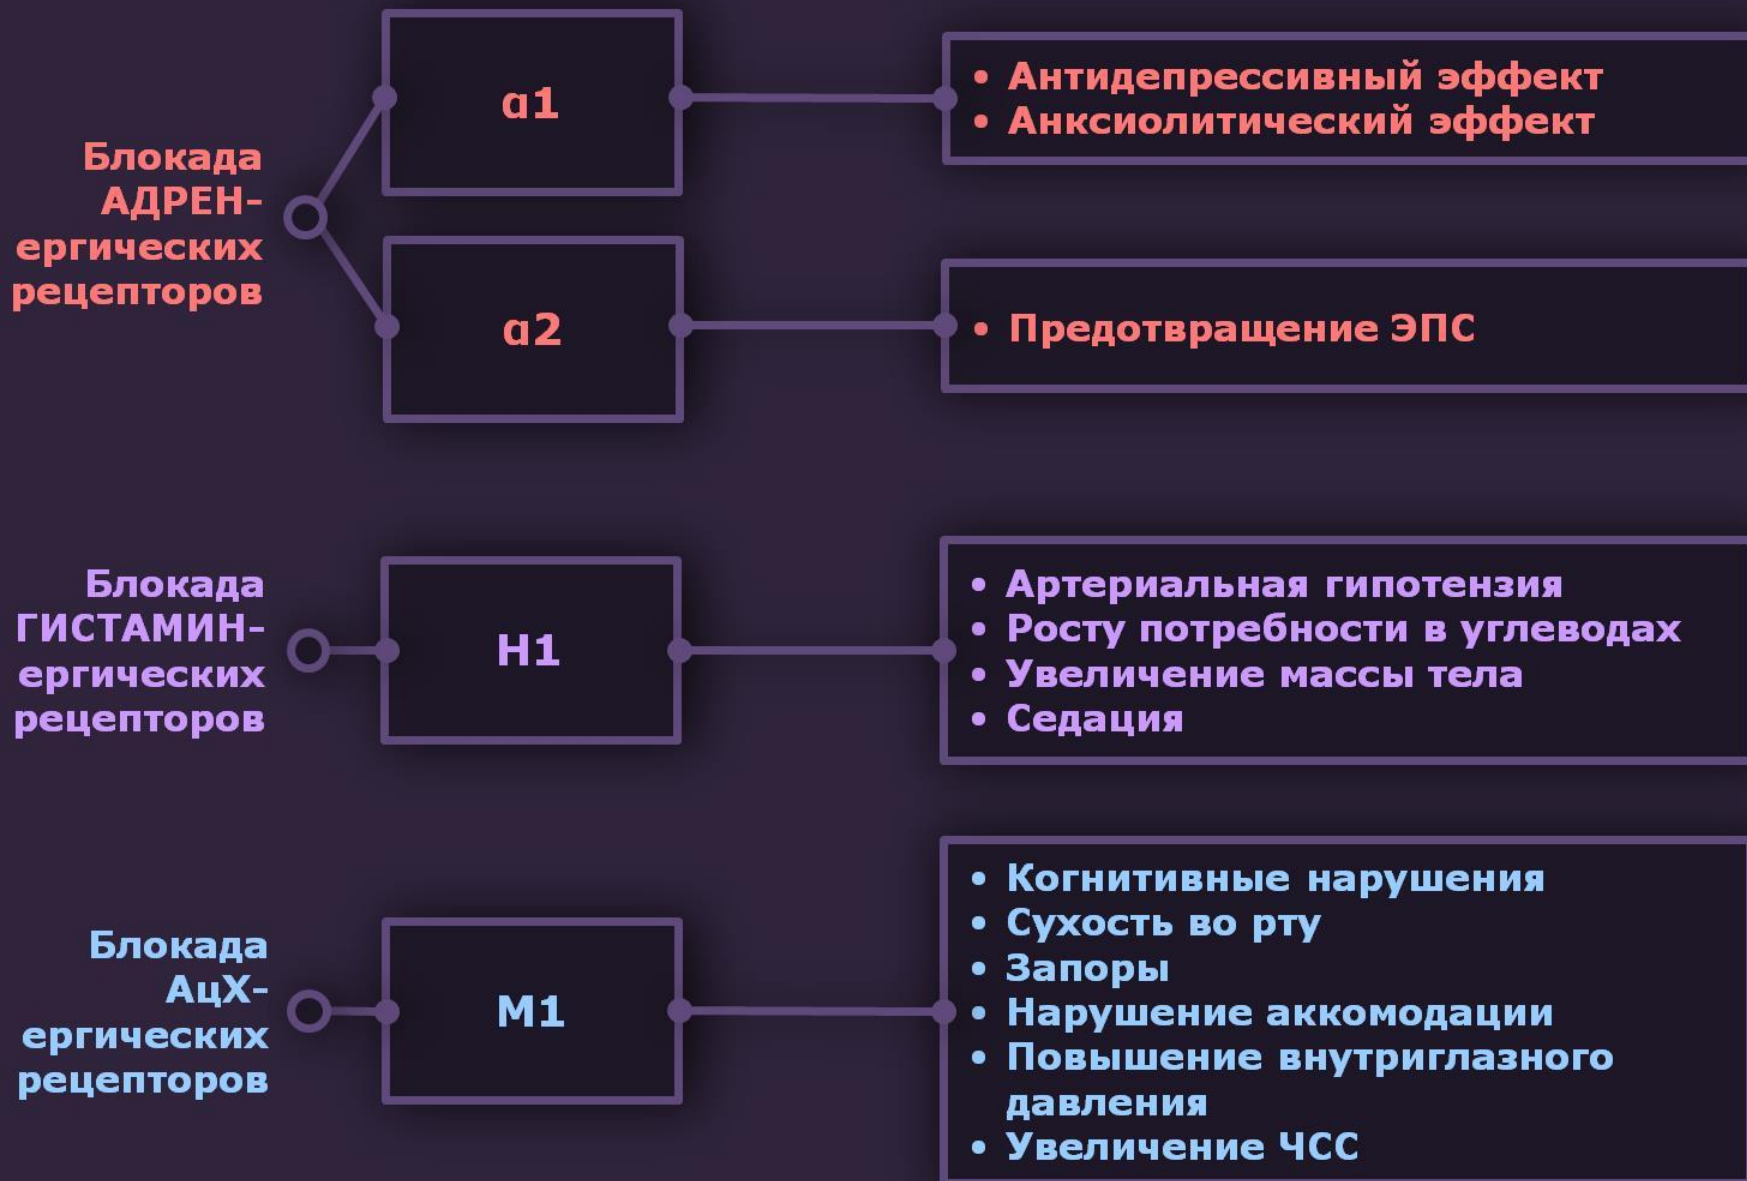 Блокада
АДРЕН-
ергических
рецепторов
α1
• Антидепрессивный эффект
• Анксиолитический эффект
α2
• Предотвращение ЭПС
Блокада
ГИСТАМИН-
ергических
рецепторов
H1
• Артериальная гипотензия
• Росту потребности в углеводах
• Увеличение массы тела
• Седация
Блокада
АцХ-
ергических
рецепторов
M1
• Когнитивные нарушения
• Сухость во рту
• Запоры
• Нарушение аккомодации
• Повышение внутриглазного
давления
• Увеличение ЧСС